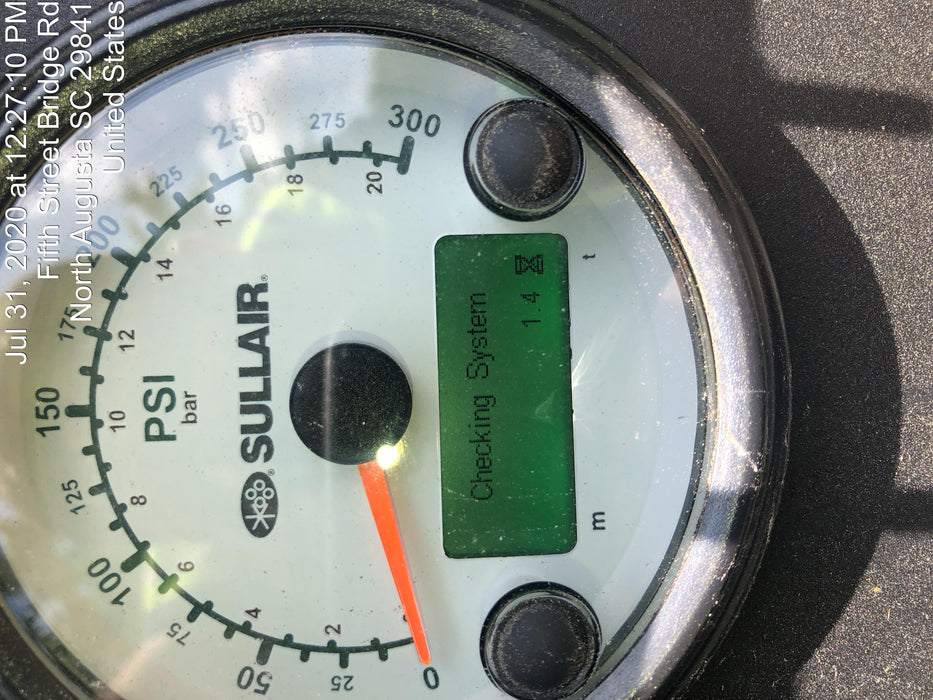 Jul 31, 2020 at 12:27:10 PM
Fifth Street Bridge Rd
North Augusta SC 29841
United States
0
25
50
75
100
125
150
175
200
225
250
275
300
2
4
6
8
10
12
14
16
18
20
PSI
bar
SULLAIR®
Checking System
1.4
m
t